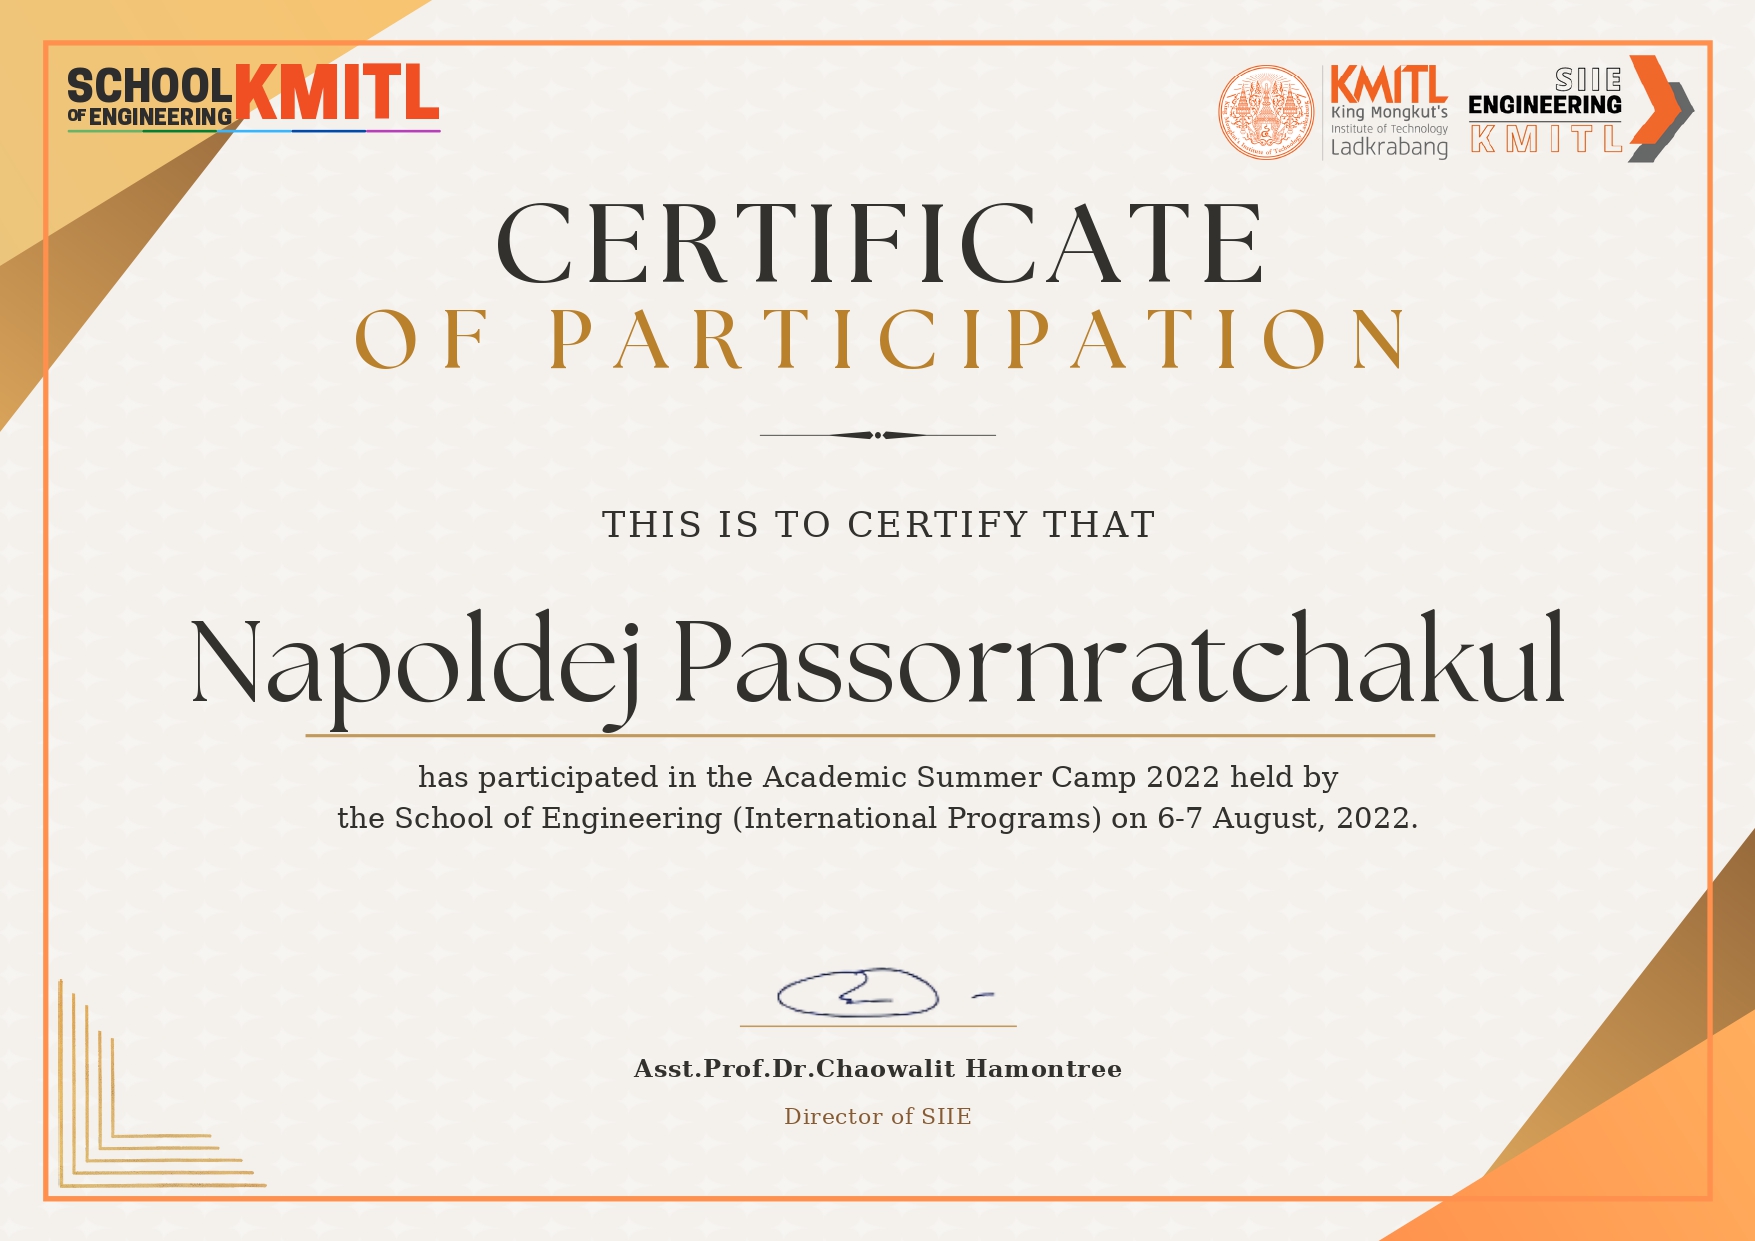 SCHOOL KMITL
OF ENGINEERING
KMITL
King Mongkut's
Institute of Technology
Ladkrabang
SIIE
ENGINEERING
KMITL
CERTIFICATE
OF PARTICIPATION
THIS IS TO CERTIFY THAT
Napoldej Passornratchakul
has participated in the Academic Summer Camp 2022 held by
the School of Engineering (International Programs) on 6-7 August, 2022.
Asst.Prof.Dr.Chaowalit Hamontree
Director of SIIE